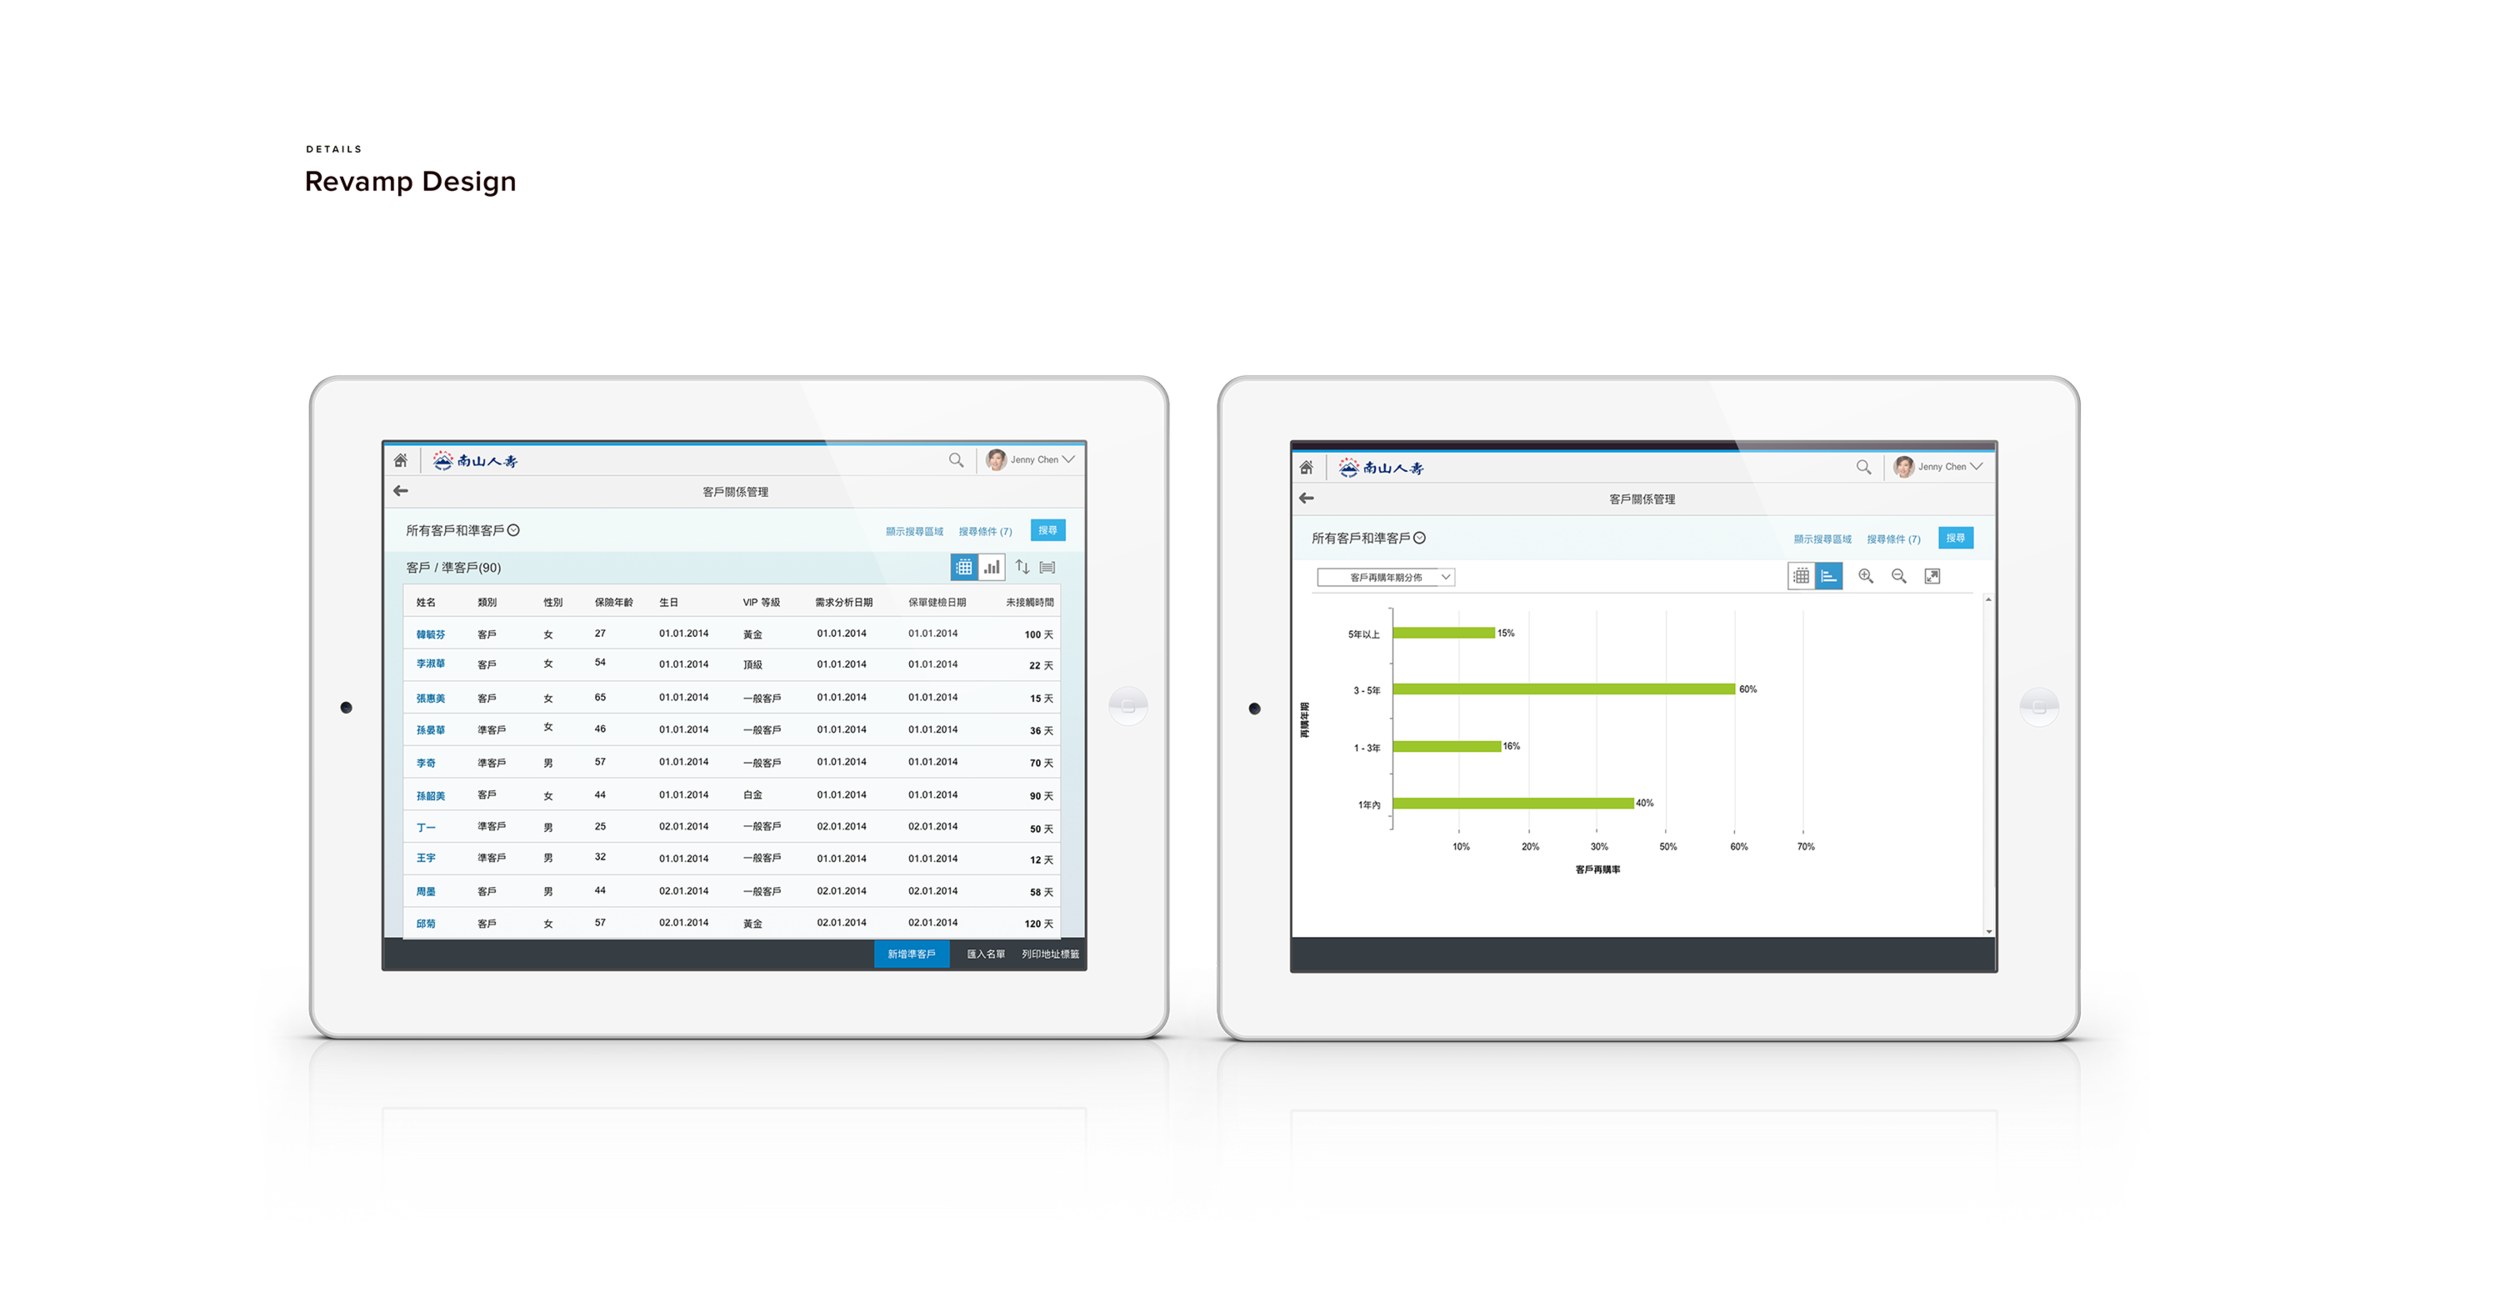 DETAILS
Revamp Design
南山人壽
Jenny Chen
客戶關係管理
所有客戶和準客戶
顯示搜尋區域 搜尋條件 (7) 搜尋
客戶 / 準客戶(90)
姓名 類別 性別 保險年齡 生日 VIP 等級 需求分析日期 保單健檢日期 未接觸時間
韓毓芬 客戶 女 27 01.01.2014 黃金 01.01.2014 01.01.2014 100 天
李淑華 客戶 女 54 01.01.2014 頂級 01.01.2014 01.01.2014 22 天
張惠美 客戶 女 65 01.01.2014 一般客戶 01.01.2014 01.01.2014 15 天
孫晏華 準客戶 女 46 01.01.2014 一般客戶 01.01.2014 01.01.2014 36 天
李奇 準客戶 男 57 01.01.2014 一般客戶 01.01.2014 01.01.2014 70 天
孫韶美 客戶 女 44 01.01.2014 白金 01.01.2014 01.01.2014 90 天
丁一 準客戶 男 25 02.01.2014 一般客戶 02.01.2014 02.01.2014 50 天
王宇 準客戶 男 32 01.01.2014 一般客戶 01.01.2014 01.01.2014 12 天
周墨 客戶 男 44 02.01.2014 一般客戶 02.01.2014 02.01.2014 58 天
邱菊 客戶 女 57 02.01.2014 黃金 02.01.2014 02.01.2014 120 天
新增準客戶 匯入名單 列印地址標籤
南山人壽
Jenny Chen
客戶關係管理
所有客戶和準客戶
顯示搜尋區域 搜尋條件 (7) 搜尋
客戶再購年期分佈
再購年期
5年以上 15%
3 - 5年 60%
1 - 3年 16%
1年內 40%
10% 20% 30% 50% 60% 70%
客戶再購率